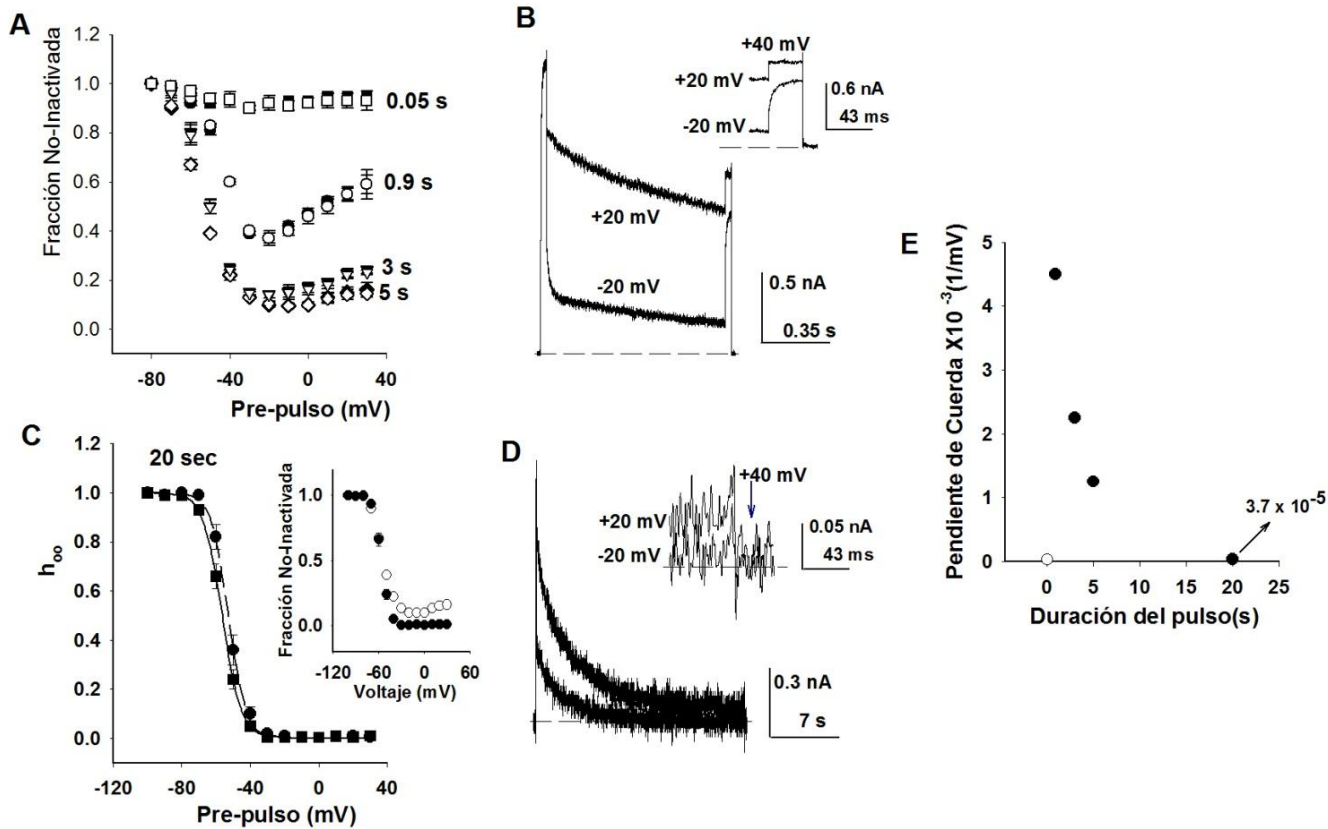 A
Fracción No-Inactivada
1.2
1.0
0.8
0.6
0.4
0.2
0.0
-80
-40
0
40
Pre-pulso (mV)
0.05 s
0.9 s
3 s
5 s
B
+40 mV
+20 mV
-20 mV
0.6 nA
43 ms
+20 mV
-20 mV
0.5 nA
0.35 s
C
20 sec
h∞
1.2
1.0
0.8
0.6
0.4
0.2
0.0
-120
-80
-40
0
40
Pre-pulso (mV)
Fracción No-Inactivada
1.0
0.5
0.0
-120
-60
0
60
Voltaje (mV)
D
+40 mV
+20 mV
-20 mV
0.05 nA
43 ms
0.3 nA
7 s
E
Pendiente de Cuerda X10 -3(1/mV)
5
4
3
2
1
0
0
5
10
15
20
25
3.7 x 10 -5
Duración del pulso(s)